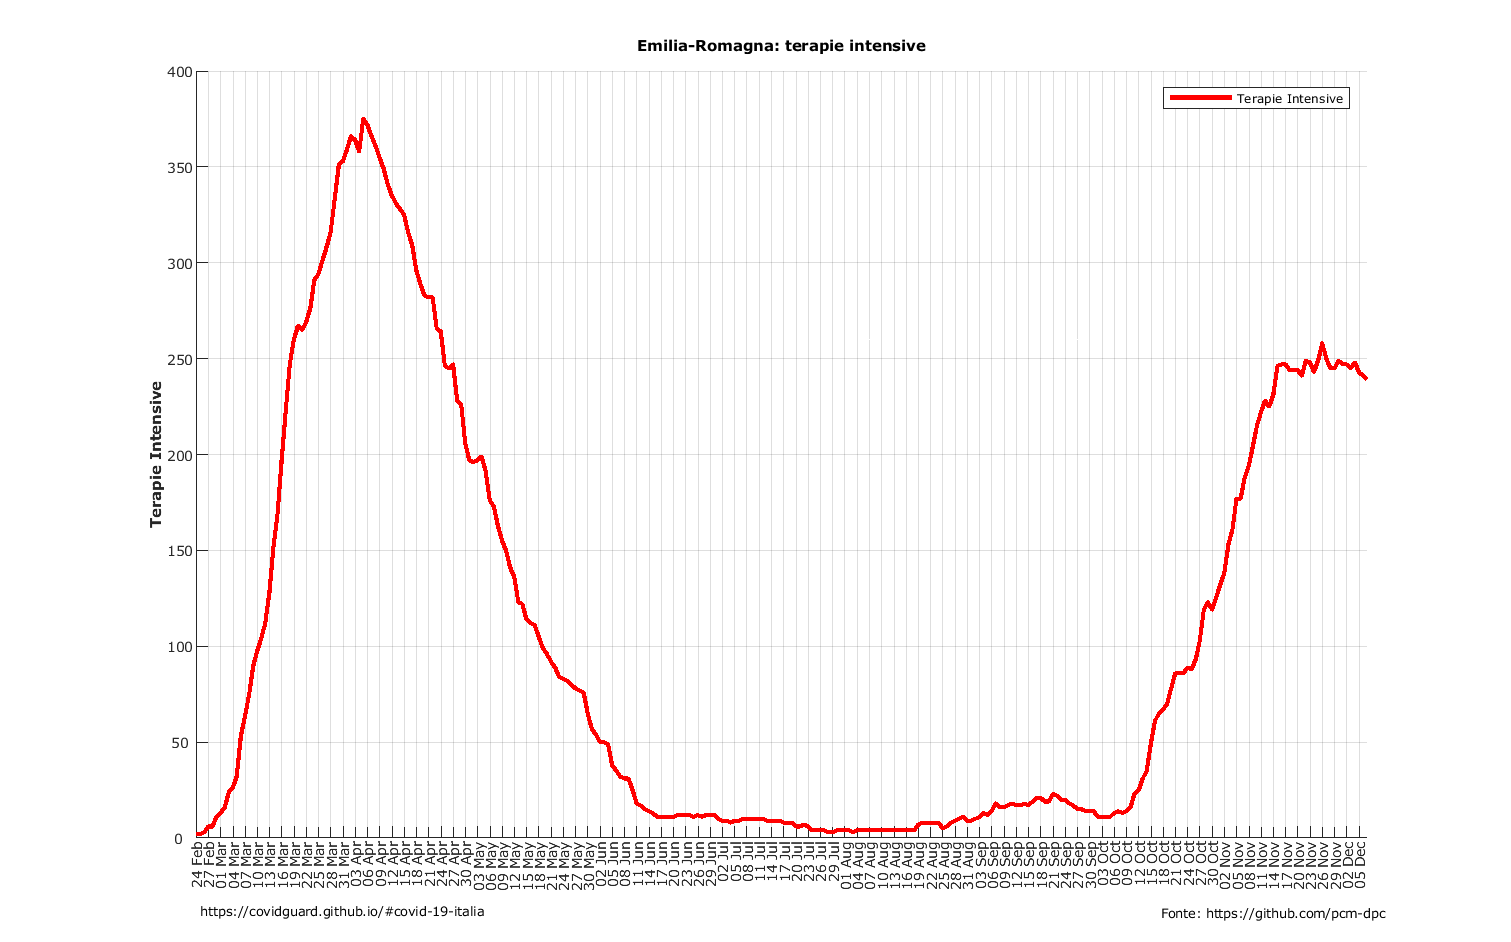 Emilia-Romagna: terapie intensive
Terapie Intensive
Terapie Intensive
400
350
300
250
200
150
100
50
0
24 Feb
27 Feb
01 Mar
04 Mar
07 Mar
10 Mar
13 Mar
16 Mar
19 Mar
22 Mar
25 Mar
28 Mar
31 Mar
03 Apr
06 Apr
09 Apr
12 Apr
15 Apr
18 Apr
21 Apr
24 Apr
27 Apr
30 Apr
03 May
06 May
09 May
12 May
15 May
18 May
21 May
24 May
27 May
30 May
02 Jun
05 Jun
08 Jun
11 Jun
14 Jun
17 Jun
20 Jun
23 Jun
26 Jun
29 Jun
02 Jul
05 Jul
08 Jul
11 Jul
14 Jul
17 Jul
20 Jul
23 Jul
26 Jul
29 Jul
01 Aug
04 Aug
07 Aug
10 Aug
13 Aug
16 Aug
19 Aug
22 Aug
25 Aug
28 Aug
31 Aug
03 Sep
06 Sep
09 Sep
12 Sep
15 Sep
18 Sep
21 Sep
24 Sep
27 Sep
30 Sep
03 Oct
06 Oct
09 Oct
12 Oct
15 Oct
18 Oct
21 Oct
24 Oct
27 Oct
30 Oct
02 Nov
05 Nov
08 Nov
11 Nov
14 Nov
17 Nov
20 Nov
23 Nov
26 Nov
29 Nov
02 Dec
05 Dec
https://covidguard.github.io/#covid-19-italia
Fonte: https://github.com/pcm-dpc